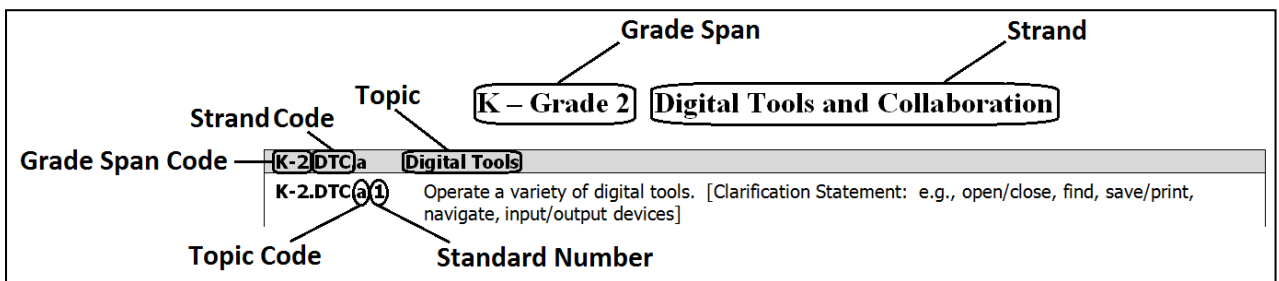 Grade Span Strand
K – Grade 2 Digital Tools and Collaboration
Topic
Strand Code
Grade Span Code K-2.DTC.a Digital Tools
K-2.DTC.a.1 Operate a variety of digital tools. [Clarification Statement: e.g., open/close, find, save/print,
navigate, input/output devices]
Topic Code Standard Number